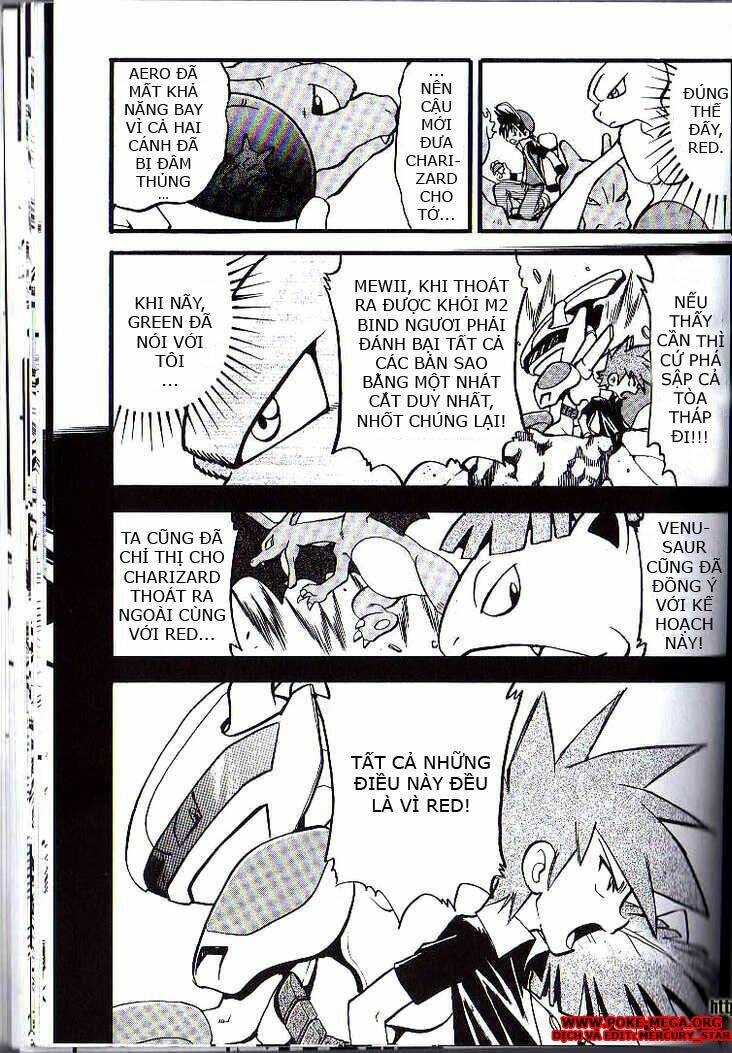 ĐÚNG
THẾ
ĐẤY,
RED.
...
NÊN
CẬU
MỚI
ĐƯA
CHARI-
ZARD
CHO
TỚ...
AERO ĐÃ
MẤT KHẢ
NĂNG BAY
VÌ CẢ HAI
CÁNH ĐÃ
BỊ ĐÂM
THỦNG
...
NẾU
THẤY
CẦN THÌ
CỨ PHÁ
SẬP CẢ
TÒA
THÁP
ĐI!!!
MEWII, KHI THOÁT
RA ĐƯỢC KHỎI M2
BIND NGƯƠI PHẢI
ĐÁNH BẠI TẤT CẢ
CÁC BẢN SAO
BẰNG MỘT NHÁT
CẮT DUY NHẤT,
NHỐT CHÚNG LẠI!
KHI NÃY,
GREEN ĐÃ
NÓI VỚI
TÔI
...
VENU-
SAUR
CŨNG ĐÃ
ĐỒNG Ý
VỚI KẾ
HOẠCH
NÀY!
TA CŨNG ĐÃ
CHỈ THỊ CHO
CHARIZARD
THOÁT RA
NGOÀI CÙNG
VỚI RED...
TẤT CẢ NHỮNG
ĐIỀU NÀY ĐỀU
LÀ VÌ RED!
WWW.POKE-MEGA.ORG
DỊCH VÀ EDIT: MERCURY_STAR